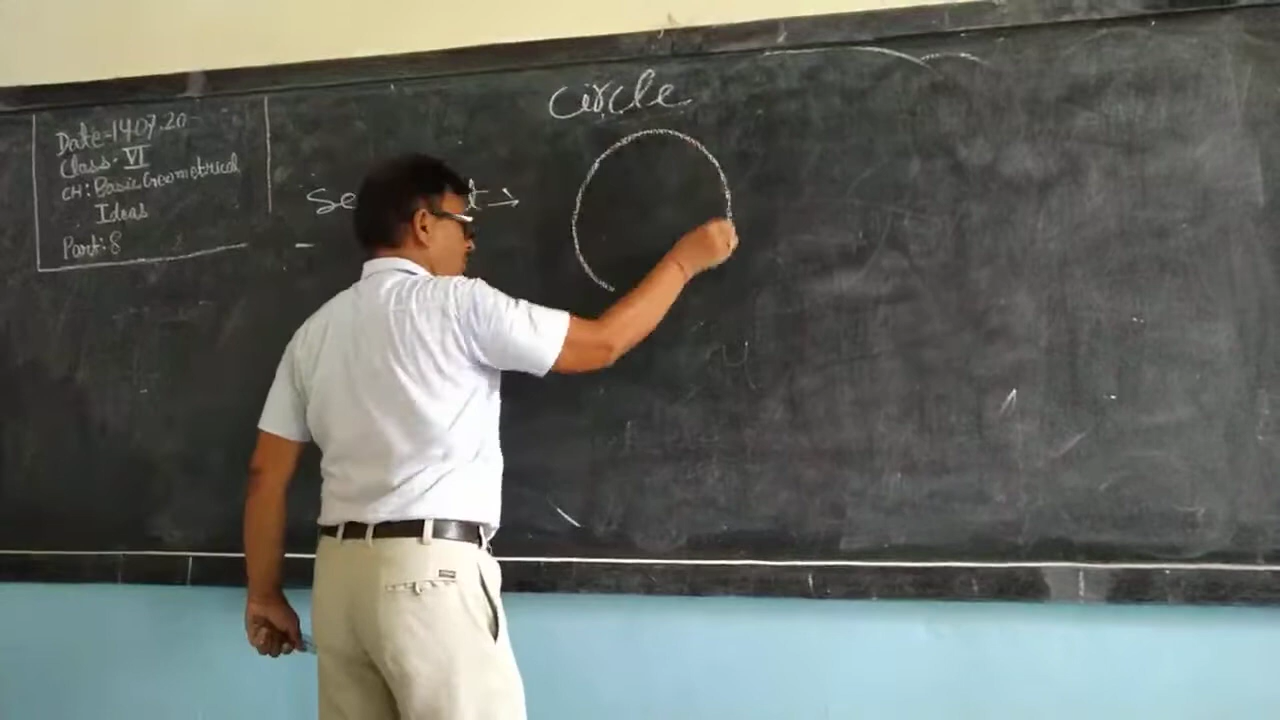 Circle
Date-14.07.20
Class-VI
CH: Basic Geometrical
Ideas
Part: 8
→